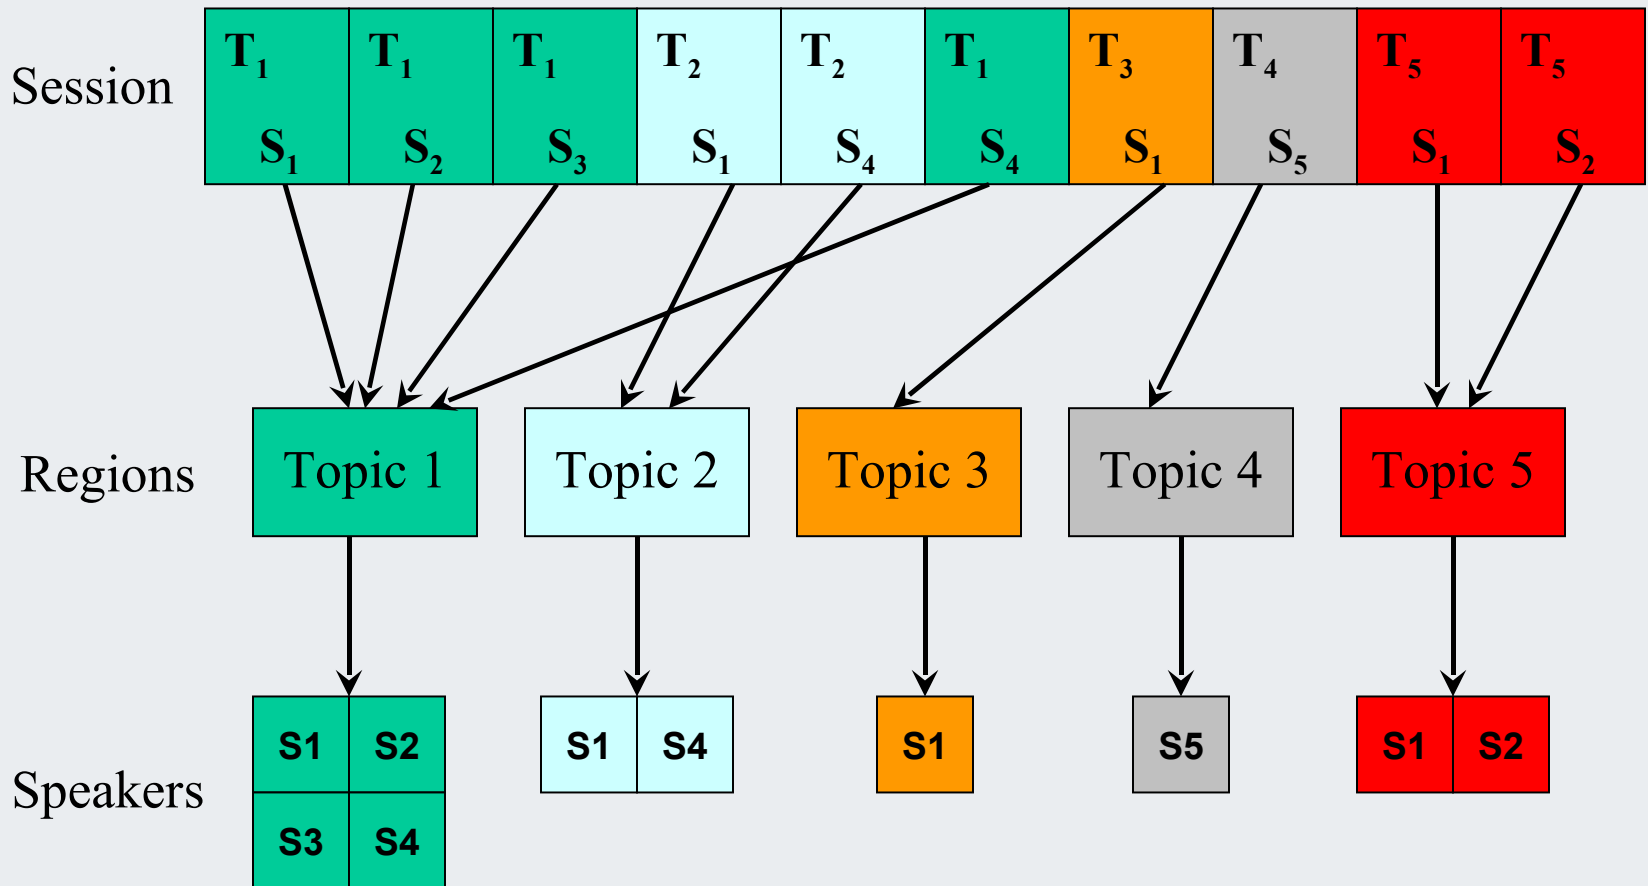 T₁ T₁ T₁ T₂ T₂ T₁ T₃ T₄ T₅ T₅
Session
S₁ S₂ S₃ S₁ S₄ S₄ S₁ S₅ S₁ S₂
Regions Topic 1 Topic 2 Topic 3 Topic 4 Topic 5
S1 S2 S1 S4 S1 S5 S1 S2
Speakers
S3 S4